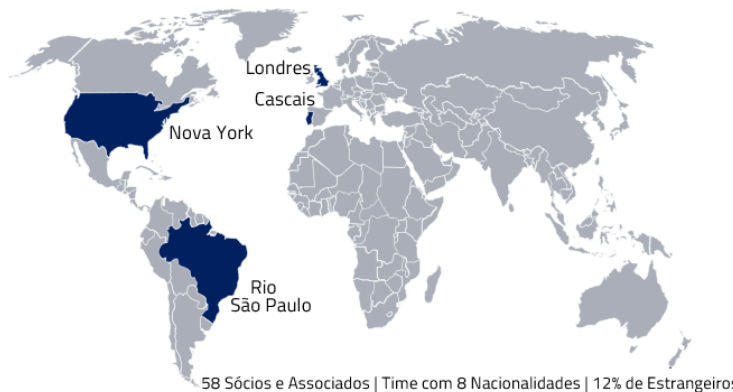 Londres
Cascais
Nova York
Rio
São Paulo
58 Sócios e Associados | Time com 8 Nacionalidades | 12% de Estrangeiros